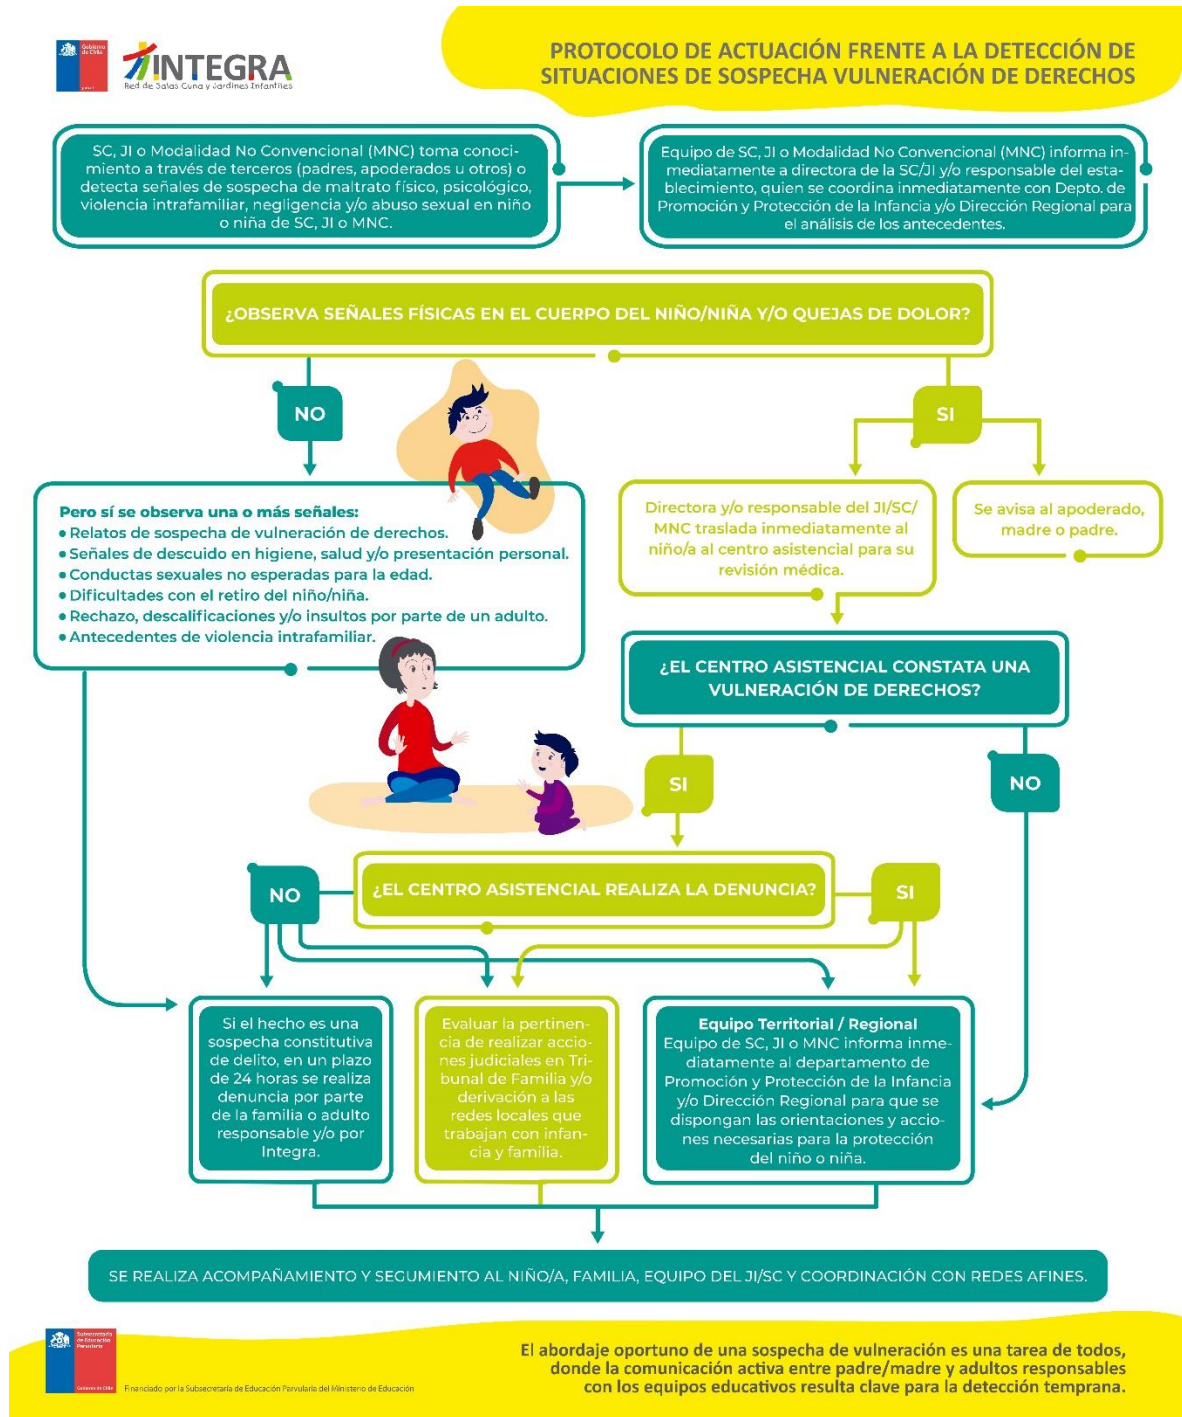 Gobierno
de Chile
INTEGRA
Red de Salas Cuna y Jardines Infantiles
PROTOCOLO DE ACTUACIÓN FRENTE A LA DETECCIÓN DE
SITUACIONES DE SOSPECHA VULNERACIÓN DE DERECHOS
SC, JI o Modalidad No Convencional (MNC) toma conoci-
miento a través de terceros (padres, apoderados u otros) o
detecta señales de sospecha de maltrato físico, psicológico,
violencia intrafamiliar, negligencia y/o abuso sexual en niño
o niña de SC, JI o MNC.
Equipo de SC, JI o Modalidad No Convencional (MNC) informa in-
mediatamente a directora de la SC/JI y/o responsable del esta-
blecimiento, quien se coordina inmediatamente con Depto. de
Promoción y Protección de la Infancia y/o Dirección Regional para
el análisis de los antecedentes.
¿OBSERVA SEÑALES FÍSICAS EN EL CUERPO DEL NIÑO/NIÑA Y/O QUEJAS DE DOLOR?
NO
SI
Pero sí se observa una o más señales:
• Relatos de sospecha de vulneración de derechos.
• Señales de descuido en higiene, salud y/o presentación personal.
• Conductas sexuales no esperadas para la edad.
• Dificultades con el retiro del niño/niña.
• Rechazo, descalificaciones y/o insultos por parte de un adulto.
• Antecedentes de violencia intrafamiliar.
Directora y/o responsable del JI/SC/
MNC traslada inmediatamente al
niño/a al centro asistencial para su
revisión médica.
Se avisa al apoderado,
madre o padre.
¿EL CENTRO ASISTENCIAL CONSTATA UNA
VULNERACIÓN DE DERECHOS?
SI
NO
¿EL CENTRO ASISTENCIAL REALIZA LA DENUNCIA?
NO
SI
Si el hecho es una
sospecha constitutiva
de delito, en un plazo
de 24 horas se realiza
denuncia por parte
de la familia o adulto
responsable y/o por
Integra.
Evaluar la pertinen-
cia de realizar accio-
nes judiciales en Tri-
bunal de Familia y/o
derivación a las
redes locales que
trabajan con infan-
cia y familia.
Equipo Territorial / Regional
Equipo de SC, JI o MNC informa inme-
diatamente al departamento de
Promoción y Protección de la Infancia
y/o Dirección Regional para que se
dispongan las orientaciones y accio-
nes necesarias para la protección
del niño o niña.
SE REALIZA ACOMPAÑAMIENTO Y SEGUMIENTO AL NIÑO/A, FAMILIA, EQUIPO DEL JI/SC Y COORDINACIÓN CON REDES AFINES.
Subsecretaría
de Educación
Parvularia
Gobierno de Chile
Financiado por la Subsecretaría de Educación Parvularia del Ministerio de Educación
El abordaje oportuno de una sospecha de vulneración es una tarea de todos,
donde la comunicación activa entre padre/madre y adultos responsables
con los equipos educativos resulta clave para la detección temprana.